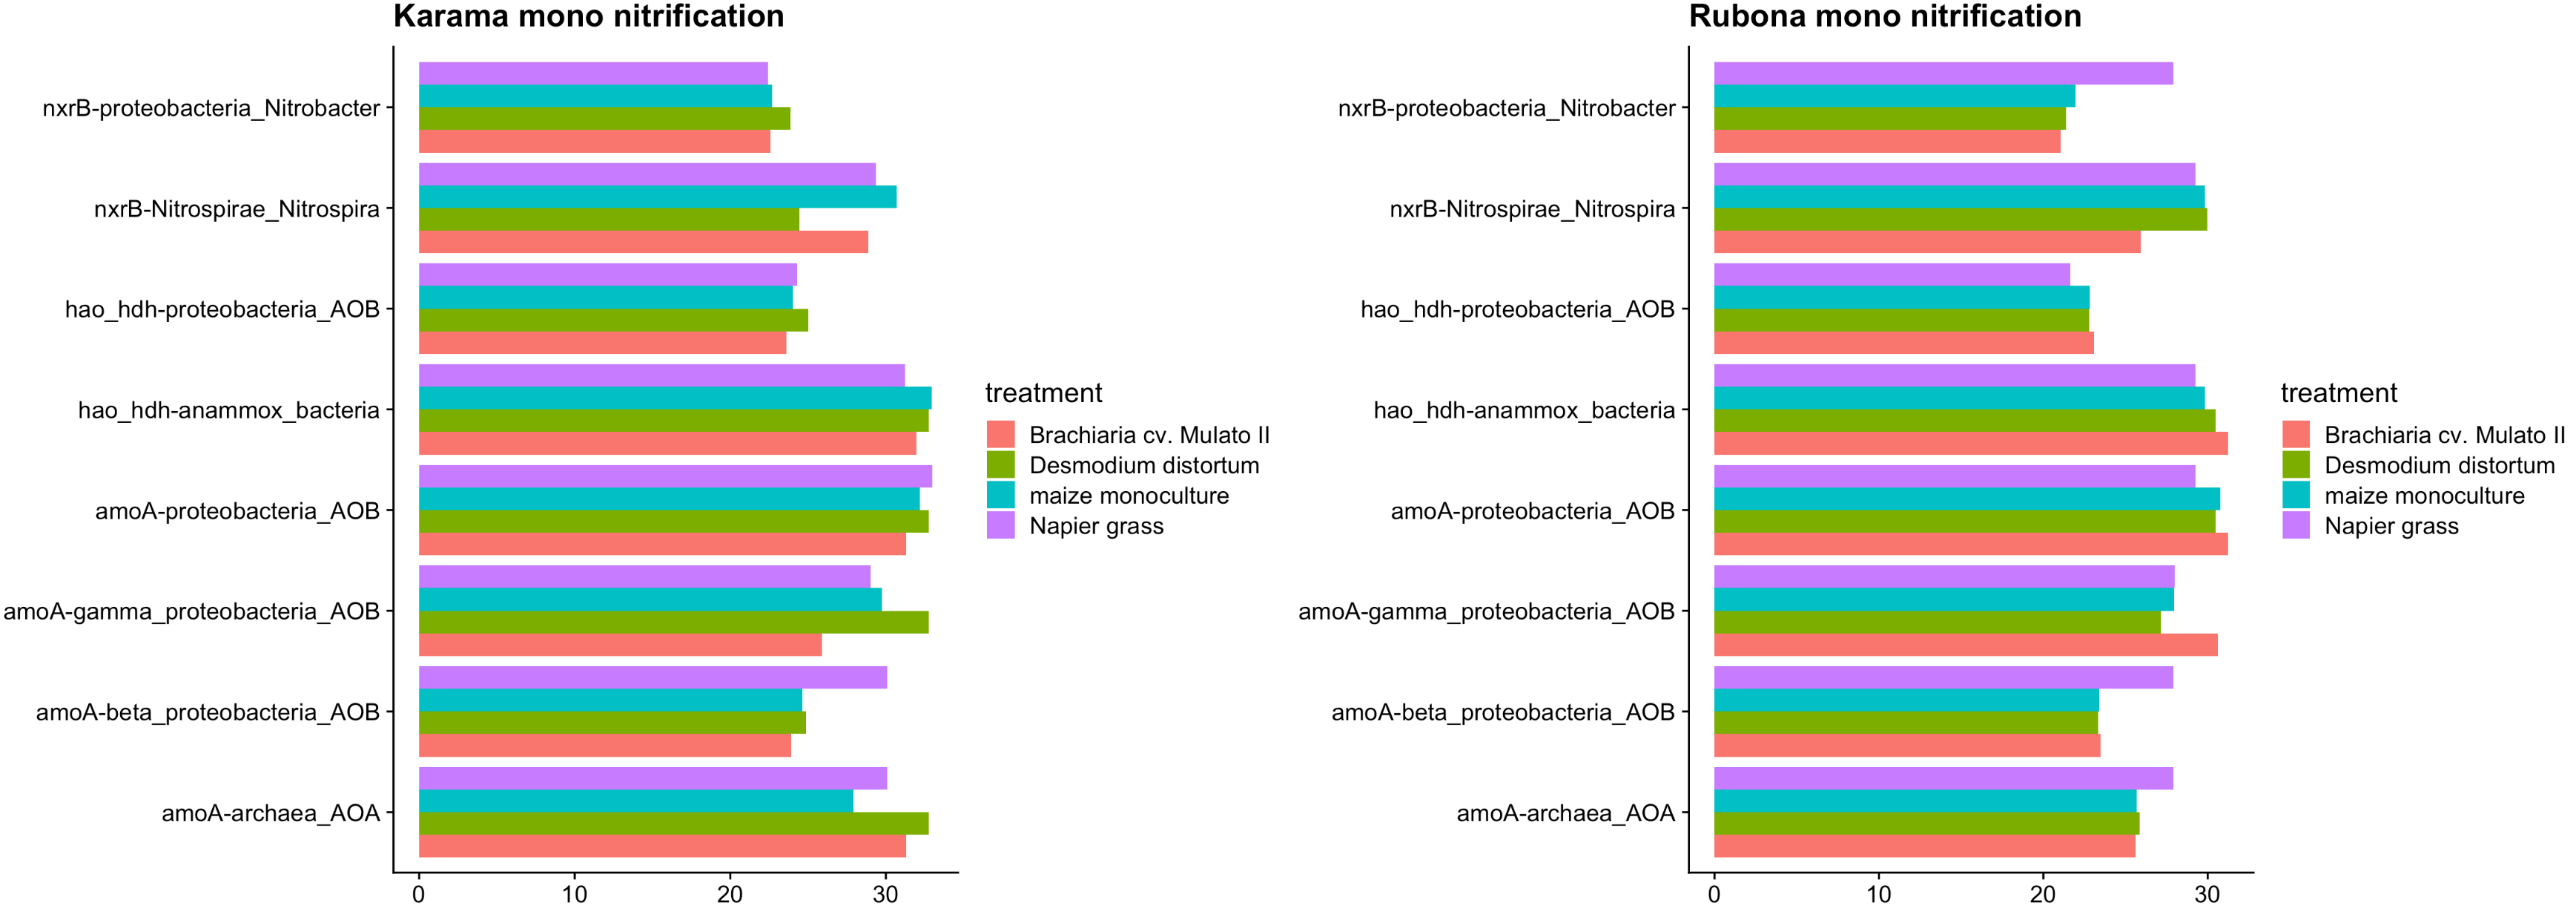 Karama mono nitrification
nxrB-proteobacteria_Nitrobacter
nxrB-Nitrospirae_Nitrospira
hao_hdh-proteobacteria_AOB
hao_hdh-anammox_bacteria
amoA-proteobacteria_AOB
amoA-gamma_proteobacteria_AOB
amoA-beta_proteobacteria_AOB
amoA-archaea_AOA
0 10 20 30
treatment
Brachiaria cv. Mulato II
Desmodium distortum
maize monoculture
Napier grass
Rubona mono nitrification
nxrB-proteobacteria_Nitrobacter
nxrB-Nitrospirae_Nitrospira
hao_hdh-proteobacteria_AOB
hao_hdh-anammox_bacteria
amoA-proteobacteria_AOB
amoA-gamma_proteobacteria_AOB
amoA-beta_proteobacteria_AOB
amoA-archaea_AOA
0 10 20 30
treatment
Brachiaria cv. Mulato II
Desmodium distortum
maize monoculture
Napier grass